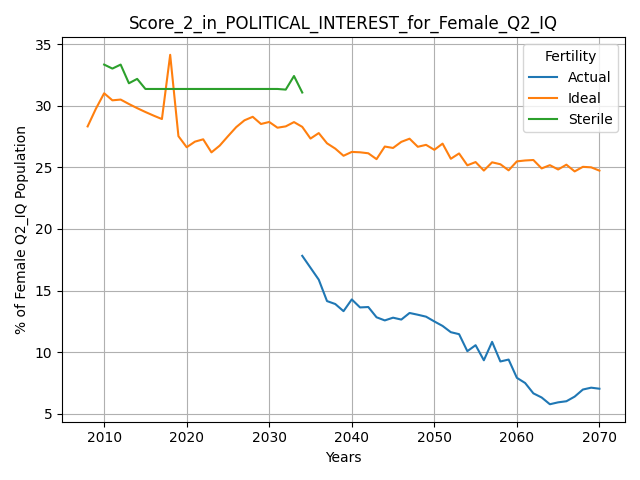 Score_2_in_POLITICAL_INTEREST_for_Female_Q2_IQ
Fertility
Actual
Ideal
Sterile
% of Female Q2_IQ Population
35
30
25
20
15
10
5
2010 2020 2030 2040 2050 2060 2070
Years